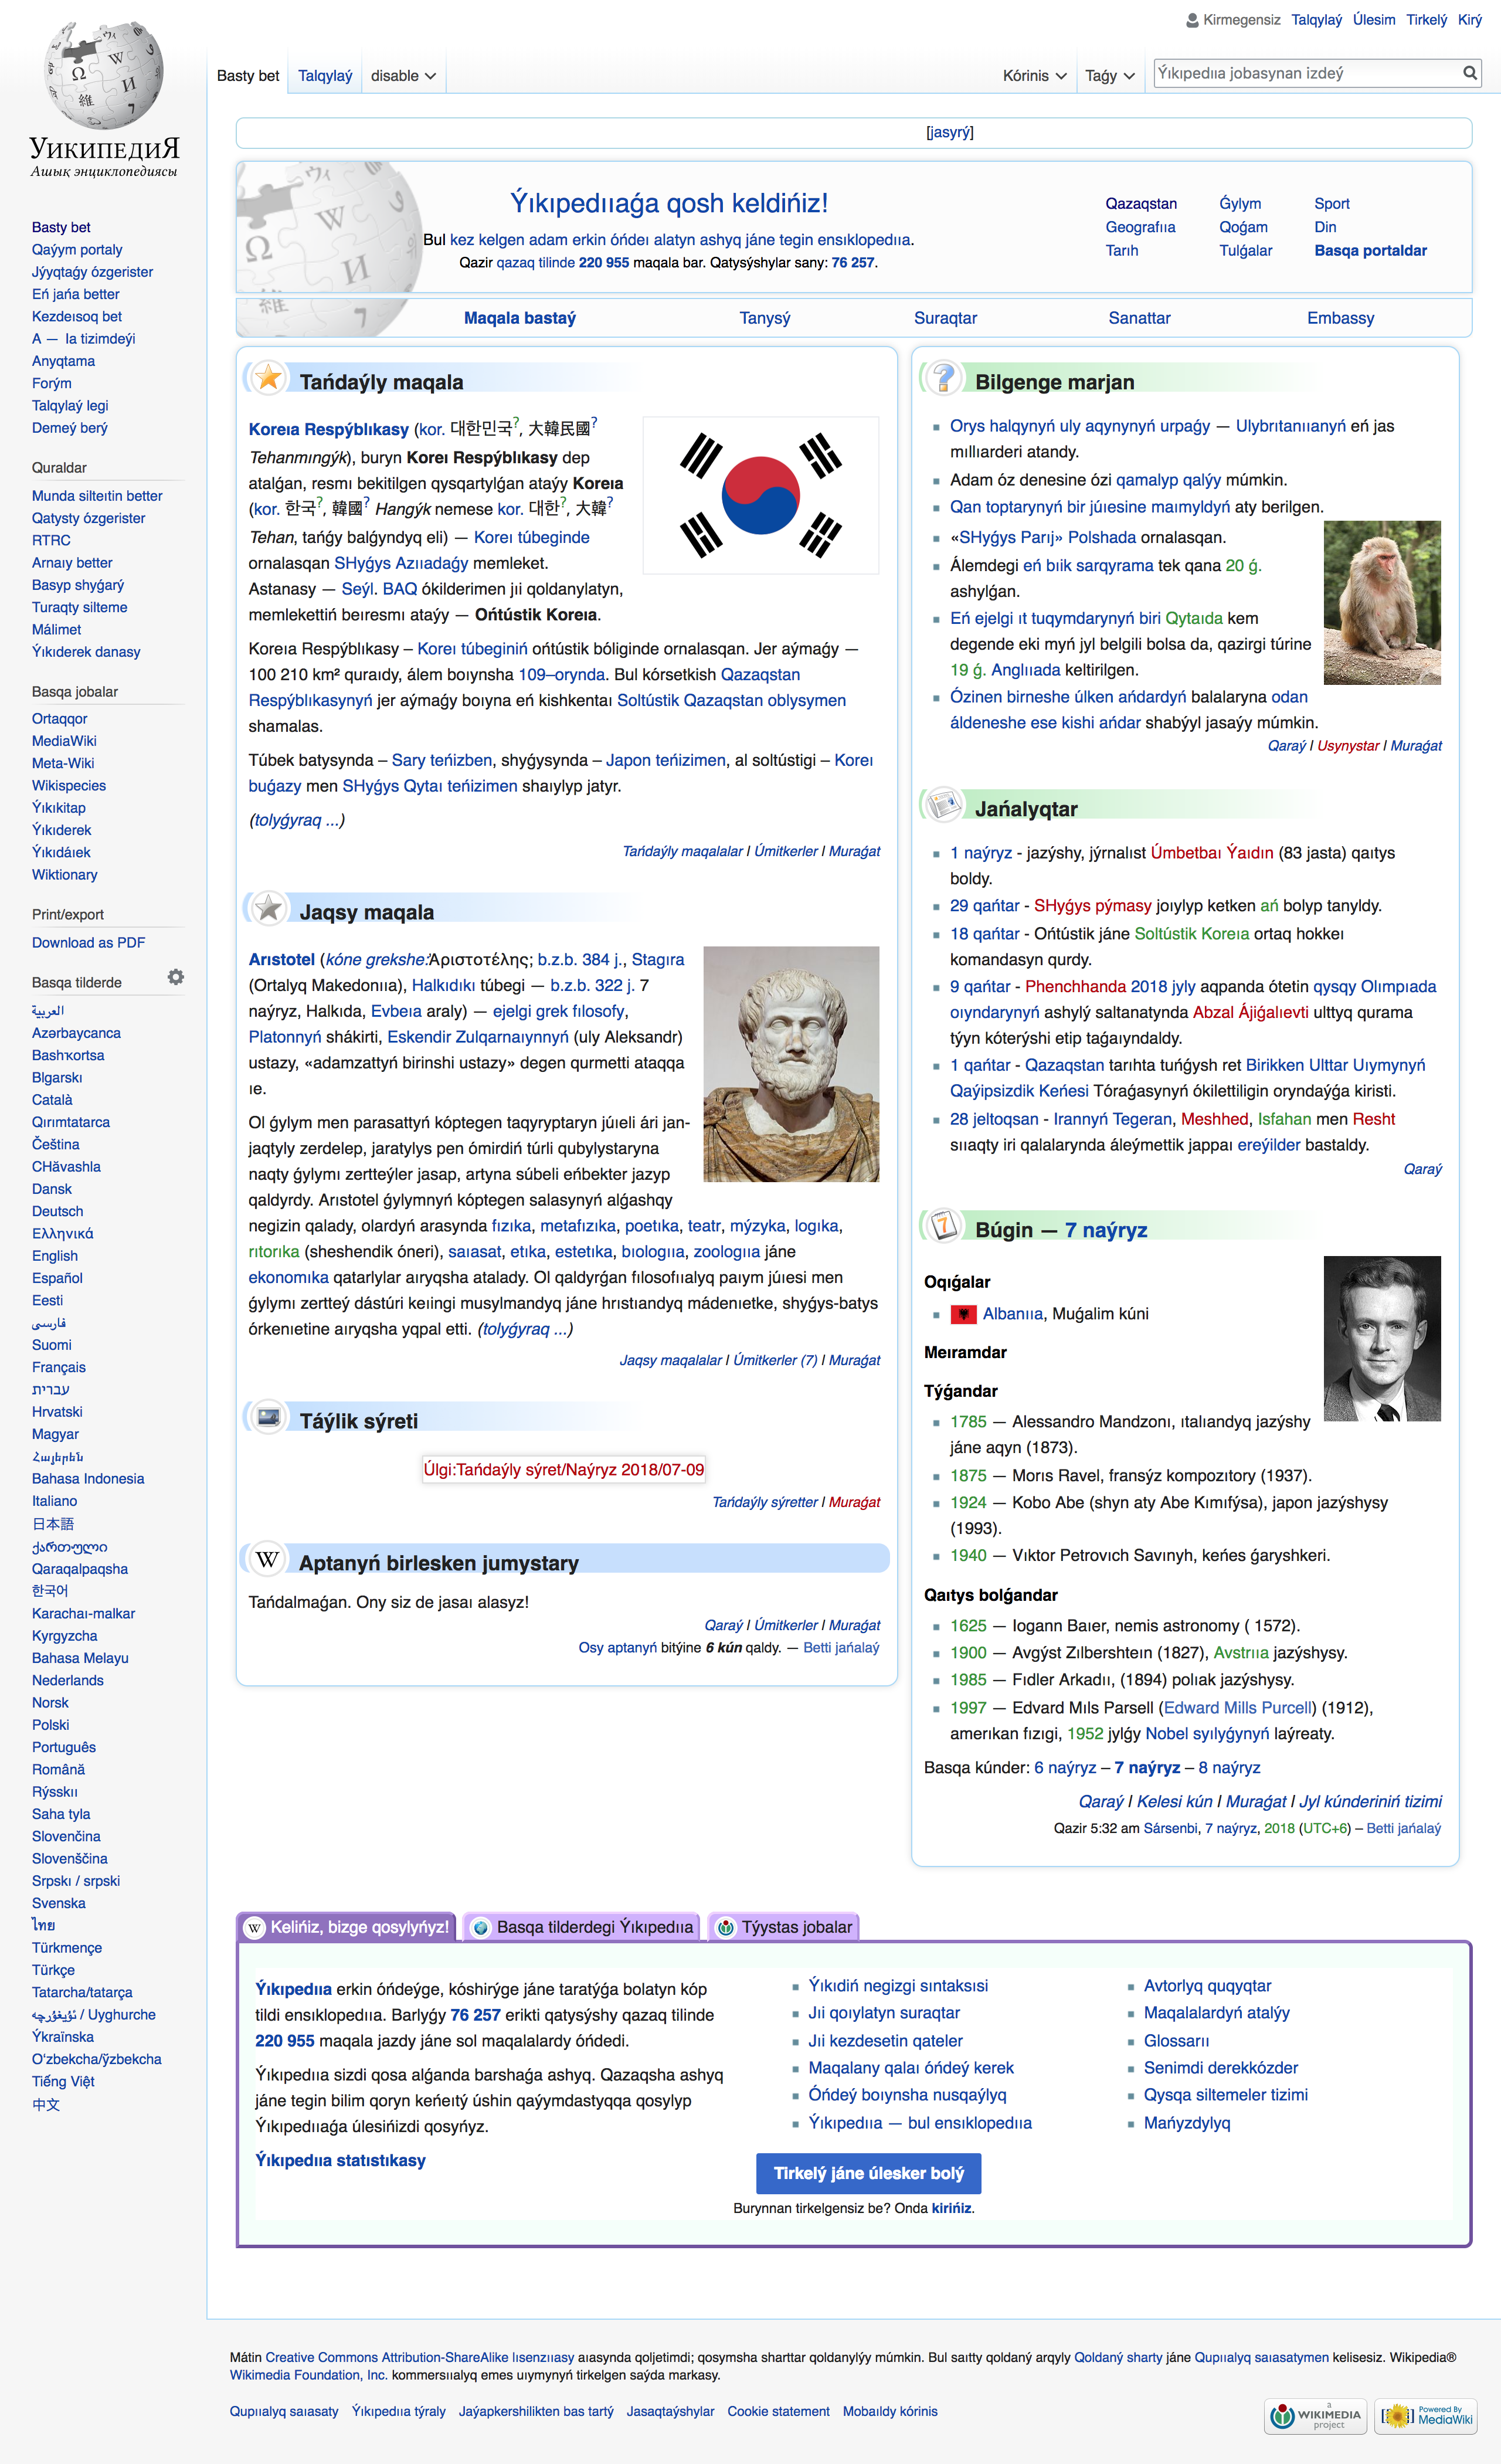 Kirmegensiz Talqylaý Úlesim Tirkelý Kirý
Basty bet Talqylaý disable Kórinis Taǵy Ýıkıpedııa jobasynan izdeý
УикипедиЯ
Ашық энциклопедиясы
Basty bet
Qaýym portaly
Jýyqtaǵy ózgerister
Eń jańa better
Kezdeısoq bet
A — Ia tizimdeýi
Anyqtama
Forým
Talqylaý legi
Demeý berý
Quraldar
Munda silteıtin better
Qatysty ózgerister
RTRC
Arnaıy better
Basyp shyǵarý
Turaqty silteme
Málimet
Ýıkıderek danasy
Basqa jobalar
Ortaqqor
MediaWiki
Meta-Wiki
Wikispecies
Ýıkıkitap
Ýıkıderek
Ýıkıdáıek
Wiktionary
Print/export
Download as PDF
Basqa tilderde
العربية
Azərbaycanca
Bashҡortsa
Blgarskı
Català
Qırımtatarca
Čeština
CHăvashla
Dansk
Deutsch
Ελληνικά
English
Español
Eesti
فارسی
Suomi
Français
עברית
Hrvatski
Magyar
Հայերեն
Bahasa Indonesia
Italiano
日本語
ქართული
Qaraqalpaqsha
한국어
Karachaı-malkar
Kyrgyzcha
Bahasa Melayu
Nederlands
Norsk
Polski
Português
Română
Rýsskıı
Saha tyla
Slovenčina
Slovenščina
Srpskı / srpski
Svenska
ไทย
Türkmençe
Türkçe
Tatarcha/tatarça
ئۇيغۇرچە / Uyghurche
Ýkraїnska
Oʻzbekcha/ўzbekcha
Tiếng Việt
中文
[jasyrý]
Ýıkıpedııaǵa qosh keldińiz!
Bul kez kelgen adam erkin óńdeı alatyn ashyq jáne tegin ensıklopedııa.
Qazir qazaq tilinde 220 955 maqala bar. Qatysýshylar sany: 76 257.
Qazaqstan Ǵylym Sport
Geografııa Qoǵam Din
Tarıh Tulǵalar Basqa portaldar
Maqala bastaý Tanysý Suraqtar Sanattar Embassy
Tańdaýly maqala
Koreıa Respýblıkasy (kor. 대한민국?, 大韓民國?
Tehanmıngýk), buryn Koreı Respýblıkasy dep
atalǵan, resmı bekitilgen qysqartylǵan ataýy Koreıa
(kor. 한국?, 韓國? Hangýk nemese kor. 대한?, 大韓?
Tehan, tańǵy balǵyndyq eli) — Koreı túbeginde
ornalasqan SHyǵys Azııadaǵy memleket.
Astanasy — Seýl. BAQ ókilderimen jıi qoldanylatyn,
memlekettiń beıresmı ataýy — Ońtústik Koreıa.
Koreıa Respýblıkasy – Koreı túbeginiń ońtústik bóliginde ornalasqan. Jer aýmaǵy —
100 210 km² quraıdy, álem boıynsha 109–orynda. Bul kórsetkish Qazaqstan
Respýblıkasynyń jer aýmaǵy boıyna eń kishkentaı Soltústik Qazaqstan oblysymen
shamalas.
Túbek batysynda – Sary teńizben, shyǵysynda – Japon teńizimen, al soltústigi – Koreı
buǵazy men SHyǵys Qytaı teńizimen shaıylyp jatyr.
(tolyǵyraq ...)
Tańdaýly maqalalar | Úmitkerler | Muraǵat
Jaqsy maqala
Arıstotel (kóne grekshe:Ἀριστοτέλης; b.z.b. 384 j., Stagıra
(Ortalyq Makedonııa), Halkıdıkı túbegi — b.z.b. 322 j. 7
naýryz, Halkıda, Evbeıa araly) — ejelgi grek fılosofy,
Platonnyń shákirti, Eskendir Zulqarnaıynnyń (uly Aleksandr)
ustazy, «adamzattyń birinshi ustazy» degen qurmetti ataqqa
ıe.
Ol ǵylym men parasattyń kóptegen taqyryptaryn júıeli ári jan-
jaqtyly zerdelep, jaratylys pen ómirdiń túrli qubylystaryna
naqty ǵylymı zertteýler jasap, artyna súbeli eńbekter jazyp
qaldyrdy. Arıstotel ǵylymnyń kóptegen salasynyń alǵashqy
negizin qalady, olardyń arasynda fızıka, metafızıka, poetıka, teatr, mýzyka, logıka,
rıtorıka (sheshendik óneri), saıasat, etıka, estetıka, bıologııa, zoologııa jáne
ekonomıka qatarlylar aıryqsha atalady. Ol qaldyrǵan fılosofııalyq paıym júıesi men
ǵylymı zertteý dástúri keıingi musylmandyq jáne hrıstıandyq mádenıetke, shyǵys-batys
órkenıetine aıryqsha yqpal etti. (tolyǵyraq ...)
Jaqsy maqalalar | Úmitkerler (7) | Muraǵat
Táýlik sýreti
Úlgi:Tańdaýly sýret/Naýryz 2018/07-09
Tańdaýly sýretter | Muraǵat
Aptanyń birlesken jumystary
Tańdalmaǵan. Ony siz de jasaı alasyz!
Qaraý | Úmitkerler | Muraǵat
Osy aptanyń bitýine 6 kún qaldy. — Betti jańalaý
Bilgenge marjan
Orys halqynyń uly aqynynyń urpaǵy — Ulybrıtanııanyń eń jas
mıllıarderi atandy.
Adam óz denesine ózi qamalyp qalýy múmkin.
Qan toptarynyń bir júıesine maımyldyń aty berilgen.
«SHyǵys Parıj» Polshada ornalasqan.
Álemdegi eń bıik sarqyrama tek qana 20 ǵ.
ashylǵan.
Eń ejelgi ıt tuqymdarynyń biri Qytaıda kem
degende eki myń jyl belgili bolsa da, qazirgi túrine
19 ǵ. Anglııada keltirilgen.
Ózinen birneshe úlken ańdardyń balalaryna odan
áldeneshe ese kishi ańdar shabýyl jasaýy múmkin.
Qaraý | Usynystar | Muraǵat
Jańalyqtar
1 naýryz - jazýshy, jýrnalıst Úmbetbaı Ýaıdın (83 jasta) qaıtys
boldy.
29 qańtar - SHyǵys pýmasy joıylyp ketken ań bolyp tanyldy.
18 qańtar - Ońtústik jáne Soltústik Koreıa ortaq hokkeı
komandasyn qurdy.
9 qańtar - Phenchhanda 2018 jyly aqpanda ótetin qysqy Olımpıada
oıyndarynyń ashylý saltanatynda Abzal Ájiǵalıevti ulttyq qurama
týyn kóterýshi etip taǵaıyndaldy.
1 qańtar - Qazaqstan tarıhta tuńǵysh ret Birikken Ulttar Uıymynyń
Qaýipsizdik Keńesi Tóraǵasynyń ókilettiligin oryndaýǵa kiristi.
28 jeltoqsan - Irannyń Tegeran, Meshhed, Isfahan men Resht
sııaqty iri qalalarynda áleýmettik jappaı ereýilder bastaldy.
Qaraý
Búgin — 7 naýryz
Oqıǵalar
Albanııa, Muǵalim kúni
Meıramdar
Týǵandar
1785 — Alessandro Mandzonı, ıtalıandyq jazýshy
jáne aqyn (1873).
1875 — Morıs Ravel, fransýz kompozıtory (1937).
1924 — Kobo Abe (shyn aty Abe Kımıfýsa), japon jazýshysy
(1993).
1940 — Vıktor Petrovıch Savınyh, keńes ǵaryshkeri.
Qaıtys bolǵandar
1625 — Iogann Baıer, nemis astronomy ( 1572).
1900 — Avgýst Zılbershteın (1827), Avstrııa jazýshysy.
1985 — Fıdler Arkadıı, (1894) polıak jazýshysy.
1997 — Edvard Mıls Parsell (Edward Mills Purcell) (1912),
amerıkan fızıgi, 1952 jylǵy Nobel syılyǵynyń laýreaty.
Basqa kúnder: 6 naýryz – 7 naýryz – 8 naýryz
Qaraý | Kelesi kún | Muraǵat | Jyl kúnderiniń tizimi
Qazir 5:32 am Sársenbi, 7 naýryz, 2018 (UTC+6) – Betti jańalaý
Kelińiz, bizge qosylyńyz! Basqa tilderdegi Ýıkıpedııa Týystas jobalar
Ýıkıpedııa erkin óńdeýge, kóshirýge jáne taratýǵa bolatyn kóp
tildi ensıklopedııa. Barlyǵy 76 257 erikti qatysýshy qazaq tilinde
220 955 maqala jazdy jáne sol maqalalardy óńdedi.
Ýıkıpedııa sizdi qosa alǵanda barshaǵa ashyq. Qazaqsha ashyq
jáne tegin bilim qoryn keńeıtý úshin qaýymdastyqqa qosylyp
Ýıkıpedııaǵa úlesińizdi qosyńyz.
Ýıkıpedııa statıstıkasy
Ýıkıdiń negizgi sıntaksısi
Jıi qoıylatyn suraqtar
Jıi kezdesetin qateler
Maqalany qalaı óńdeý kerek
Óńdeý boıynsha nusqaýlyq
Ýıkıpedııa — bul ensıklopedııa
Avtorlyq quqyqtar
Maqalalardyń atalýy
Glossarıı
Senimdi derekkózder
Qysqa siltemeler tizimi
Mańyzdylyq
Tirkelý jáne úlesker bolý
Burynnan tirkelgensiz be? Onda kirińiz.
Mátin Creative Commons Attribution-ShareAlike lısenzııasy aıasynda qoljetimdi; qosymsha sharttar qoldanylýy múmkin. Bul saıtty qoldaný arqyly Qoldaný sharty jáne Qupııalyq saıasatymen kelisesiz. Wikipedia®
Wikimedia Foundation, Inc. kommersııalyq emes uıymynyń tirkelgen saýda markasy.
Qupııalyq saıasaty Ýıkıpedııa týraly Jaýapkershilikten bas tartý Jasaqtaýshylar Cookie statement Mobaıldy kórinis
a
WIKIMEDIA
project
Powered By
MediaWiki